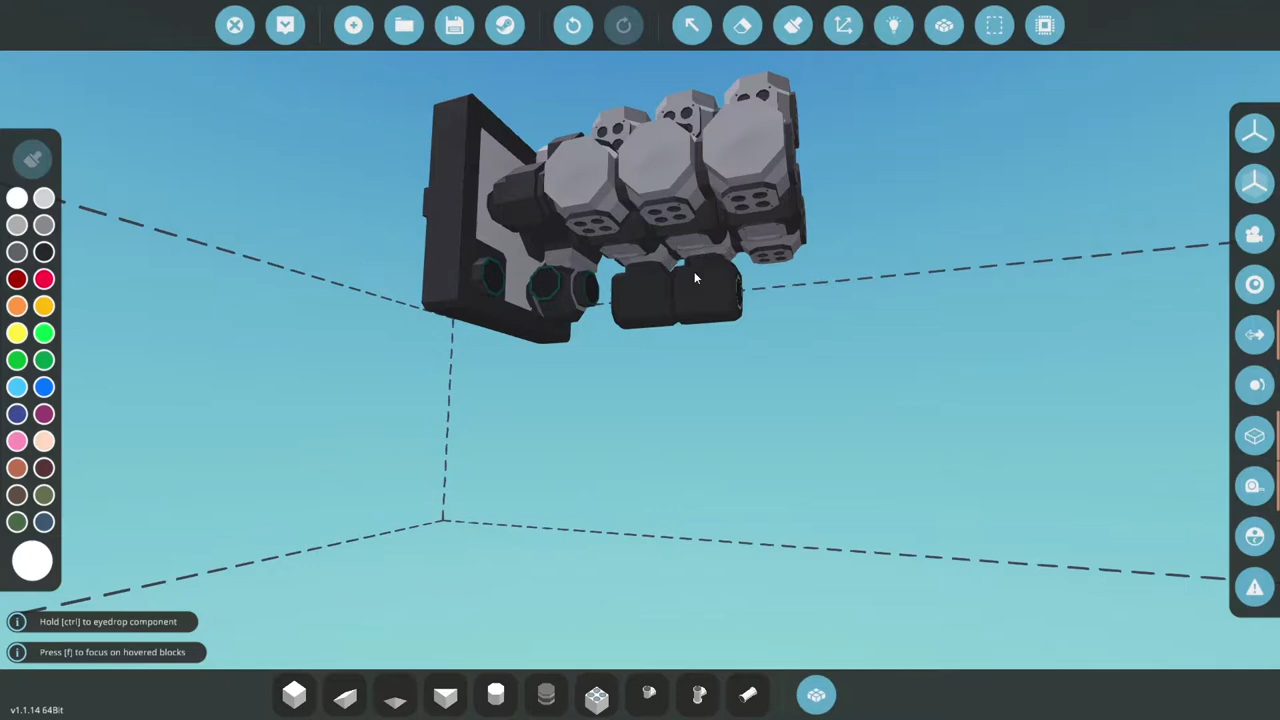 Hold [ctrl] to eyedrop component
Press [f] to focus on hovered blocks
v1.1.14 64Bit